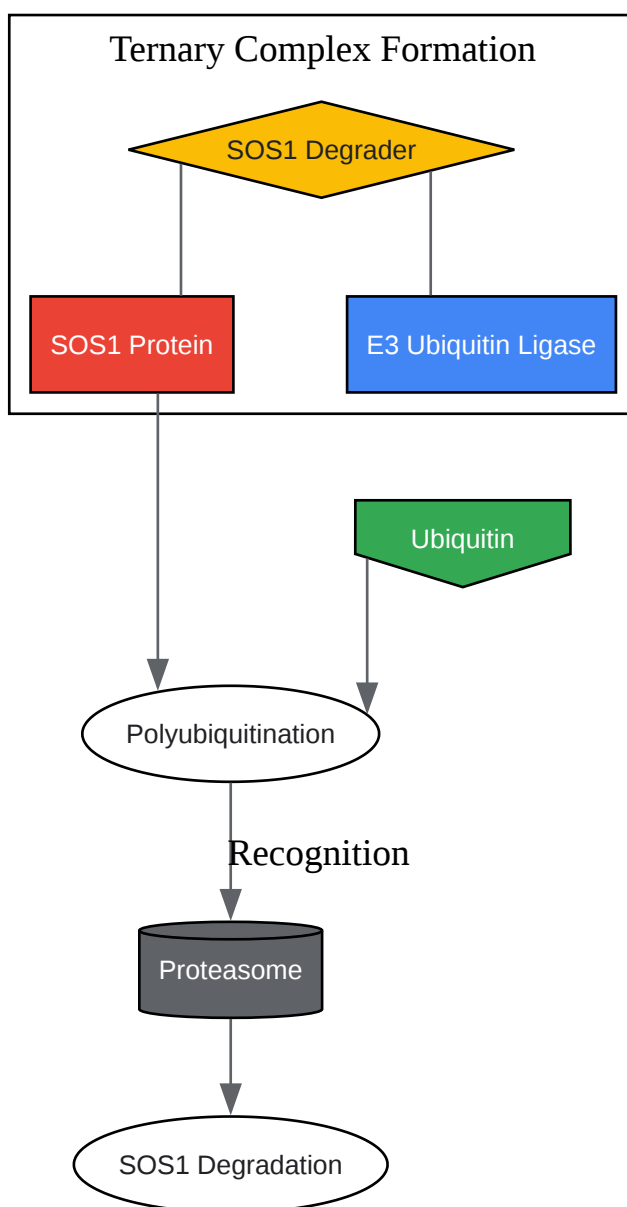 Ternary Complex Formation
SOS1 Degrader
SOS1 Protein
E3 Ubiquitin Ligase
Ubiquitin
Polyubiquitination
Recognition
Proteasome
SOS1 Degradation